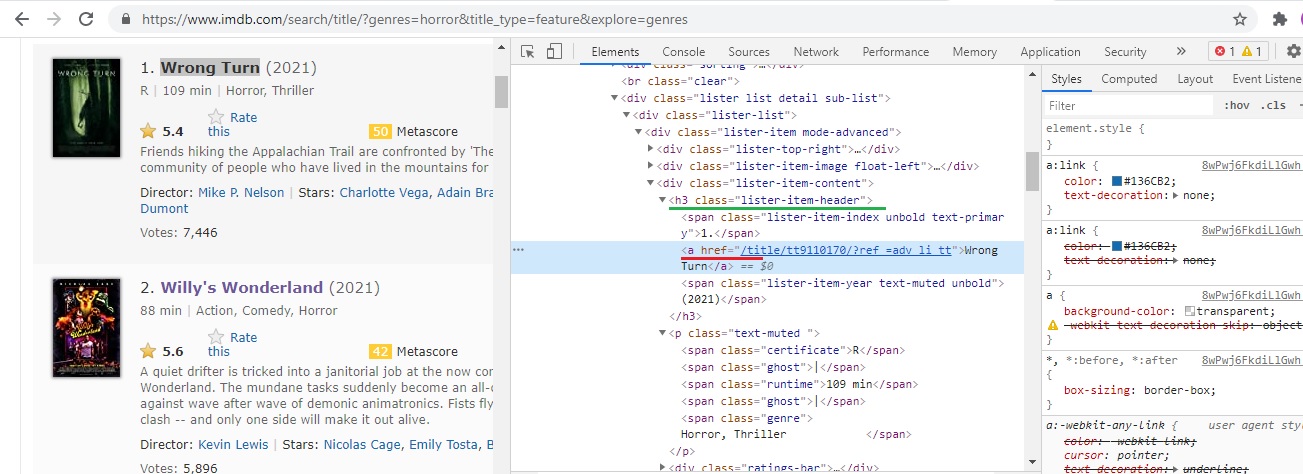 https://www.imdb.com/search/title/?genres=horror&title_type=feature&explore=genres
WRONG TURN
1. Wrong Turn (2021)
R | 109 min | Horror, Thriller
5.4 Rate this 50 Metascore
Friends hiking the Appalachian Trail are confronted by 'The
community of people who have lived in the mountains for
Director: Mike P. Nelson | Stars: Charlotte Vega, Adain Bra
Dumont
Votes: 7,446
2. Willy's Wonderland (2021)
88 min | Action, Comedy, Horror
5.6 Rate this 42 Metascore
A quiet drifter is tricked into a janitorial job at the now con
Wonderland. The mundane tasks suddenly become an all-o
against wave after wave of demonic animatronics. Fists fly
clash -- and only one side will make it out alive.
Director: Kevin Lewis | Stars: Nicolas Cage, Emily Tosta, B
Votes: 5,896
Elements Console Sources Network Performance Memory Application Security » 1 1
<div class="sorting">…</div>
<br class="clear">
<div class="lister list detail sub-list">
<div class="lister-list">
<div class="lister-item mode-advanced">
<div class="lister-top-right">…</div>
<div class="lister-item-image float-left">…</div>
<div class="lister-item-content">
<h3 class="lister-item-header">
<span class="lister-item-index unbold text-primar
y">1.</span>
<a href="/title/tt9110170/?ref_=adv_li_tt">Wrong
Turn</a> == $0
<span class="lister-item-year text-muted unbold">
(2021)</span>
</h3>
<p class="text-muted ">
<span class="certificate">R</span>
<span class="ghost">|</span>
<span class="runtime">109 min</span>
<span class="ghost">|</span>
<span class="genre">
Horror, Thriller </span>
</p>
<div class="ratings-bar">…</div>
Styles Computed Layout Event Listene
Filter :hov .cls
element.style {
}
a:link { 8wPwj6FkdiLlGwh
color: #136CB2;
text-decoration: none;
}
a:link { 8wPwj6FkdiLlGwh
color: #136CB2;
text-decoration: none;
}
a { 8wPwj6FkdiLlGwh
background-color: transparent;
-webkit-text-decoration-skip: object
}
*, *:before, *:after 8wPwj6FkdiLlGwh
{
box-sizing: border-box;
}
a:-webkit-any-link { user agent sty
color: -webkit-link;
cursor: pointer;
text-decoration: underline;